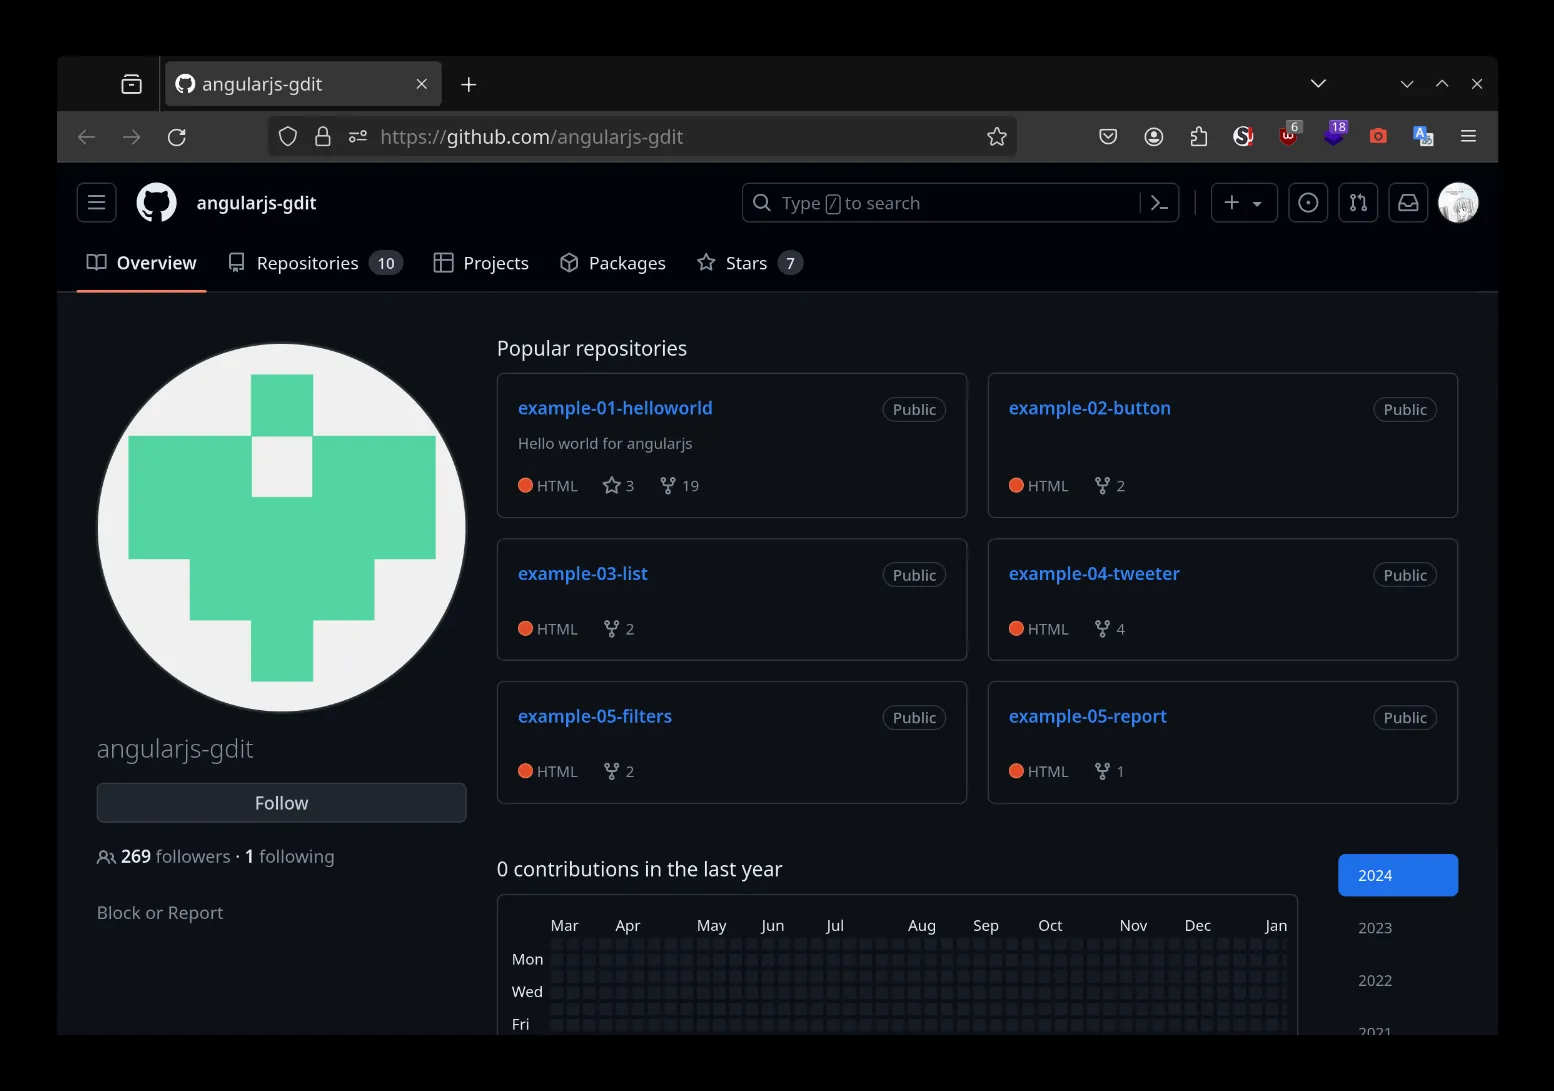 angularjs-gdit
https://github.com/angularjs-gdit
6
18
angularjs-gdit
Type / to search
Overview
Repositories 10
Projects
Packages
Stars 7
Popular repositories
example-01-helloworld Public
Hello world for angularjs
HTML 3 19
example-02-button Public
HTML 2
example-03-list Public
HTML 2
example-04-tweeter Public
HTML 4
example-05-filters Public
HTML 2
example-05-report Public
HTML 1
angularjs-gdit
Follow
269 followers · 1 following
Block or Report
0 contributions in the last year
Mar Apr May Jun Jul Aug Sep Oct Nov Dec Jan
Mon
Wed
Fri
2024
2023
2022
2021